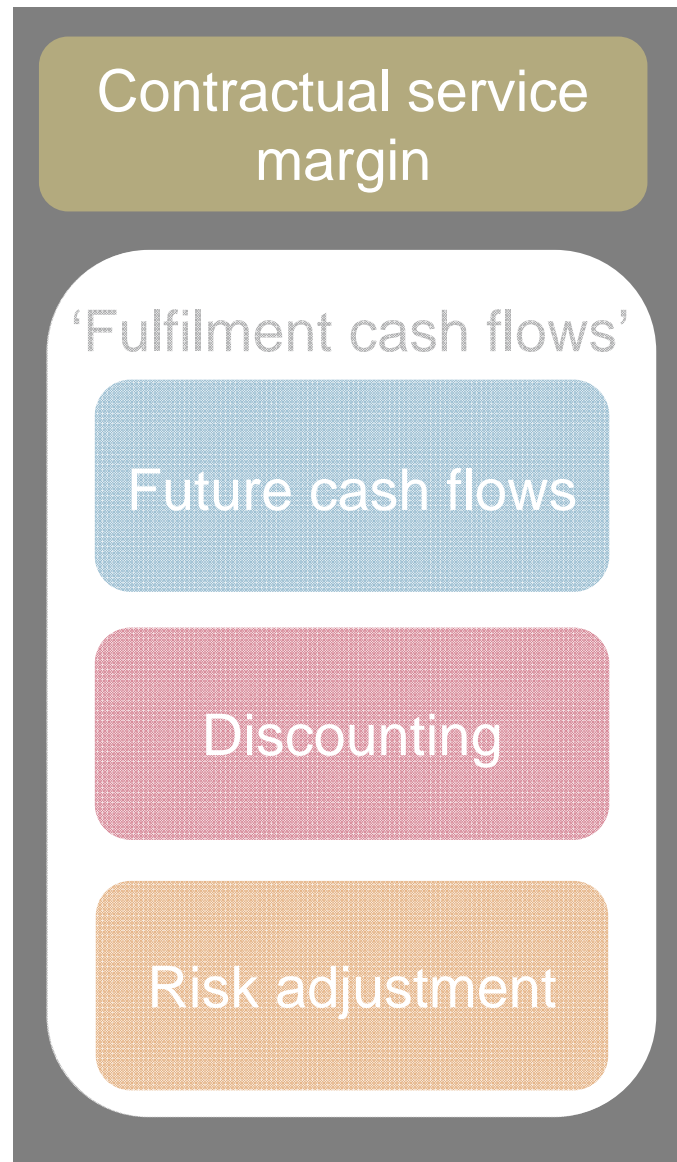 Contractual service
margin
‘Fulfilment cash flows’
Future cash flows
Discounting
Risk adjustment